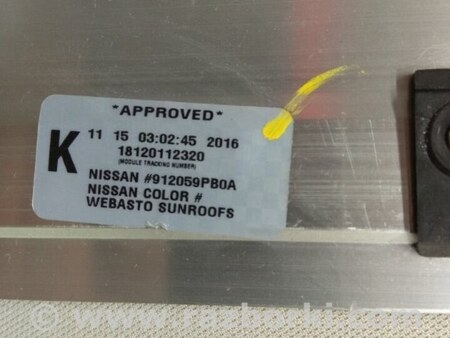 *APPROVED*
K
11 15 03:02:45 2016
18120112320
(MODULE TRACKING NUMBER)
NISSAN #912059PB0A
NISSAN COLOR #
WEBASTO SUNROOFS